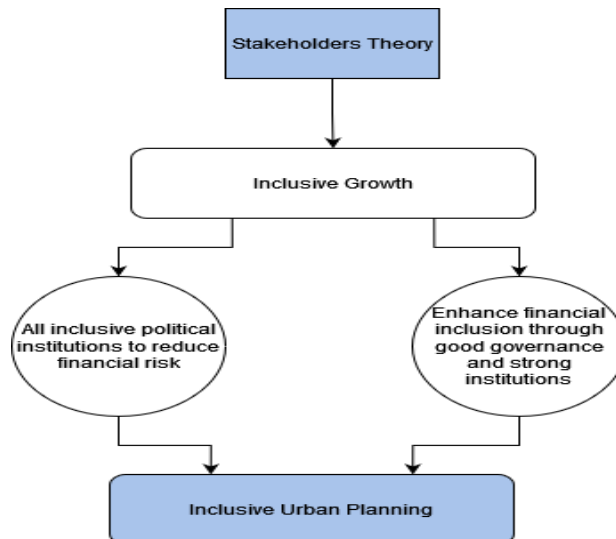 Stakeholders Theory
Inclusive Growth
All inclusive political
institutions to reduce
financial risk
Enhance financial
inclusion through
good governance
and strong
institutions
Inclusive Urban Planning